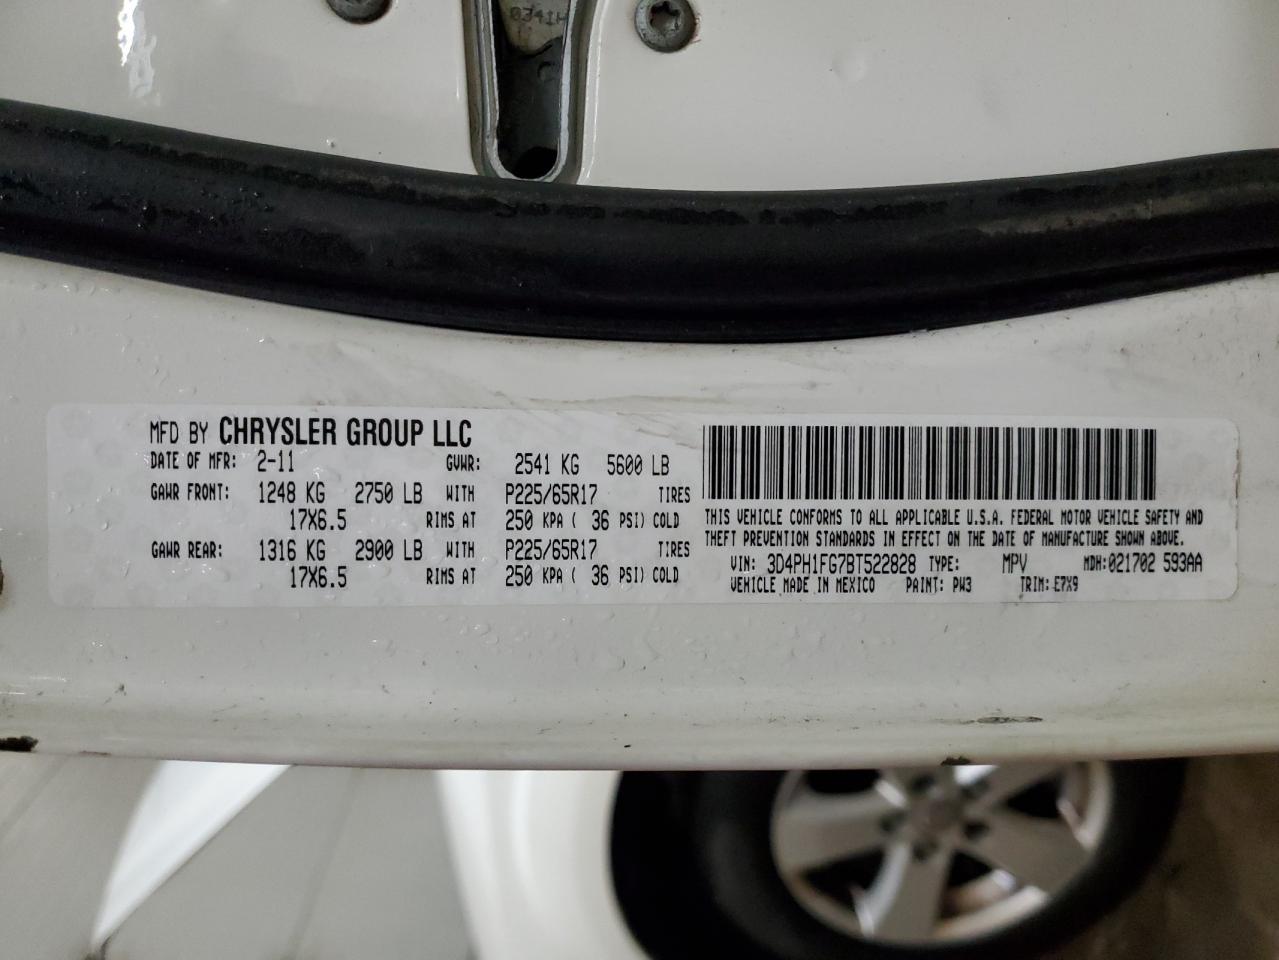 0341H
MFD BY CHRYSLER GROUP LLC
DATE OF MFR: 2-11 GVWR: 2541 KG 5600 LB
GAWR FRONT: 1248 KG 2750 LB WITH P225/65R17 TIRES
17X6.5 RIMS AT 250 KPA ( 36 PSI) COLD
GAWR REAR: 1316 KG 2900 LB WITH P225/65R17 TIRES
17X6.5 RIMS AT 250 KPA ( 36 PSI) COLD
THIS VEHICLE CONFORMS TO ALL APPLICABLE U.S.A. FEDERAL MOTOR VEHICLE SAFETY AND
THEFT PREVENTION STANDARDS IN EFFECT ON THE DATE OF MANUFACTURE SHOWN ABOVE.
VIN: 3D4PH1FG7BT522828 TYPE: MPV MDH:021702 593AA
VEHICLE MADE IN MEXICO PAINT: PW3 TRIM: E7X9